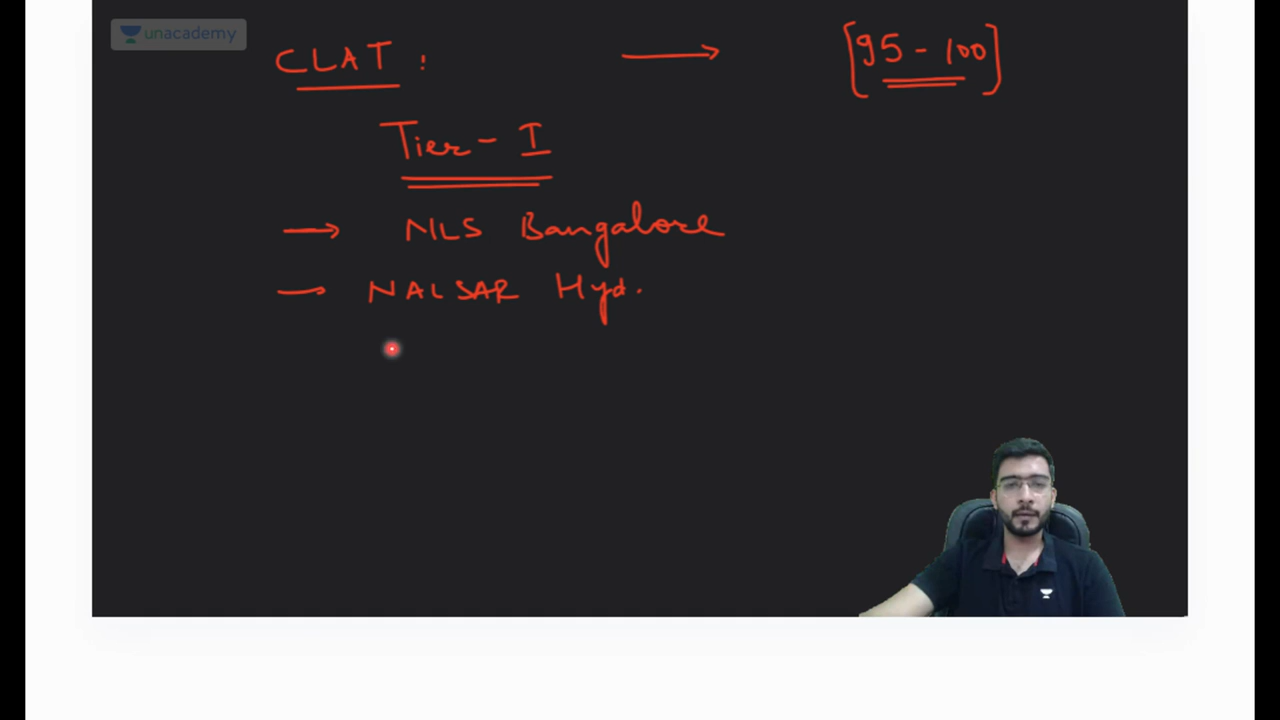 unacademy
CLAT : → [95 - 100]
Tier - I
→ NLS Bangalore
— NALSAR Hyd.